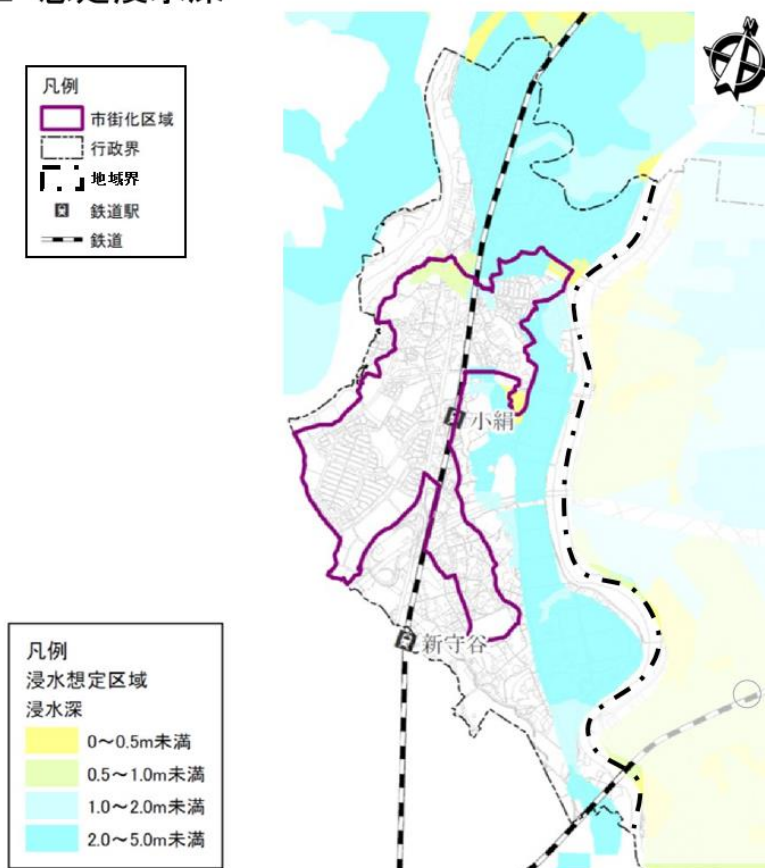 凡例
市街化区域
行政界
地域界
鉄道駅
鉄道
N
小絹
新守谷
凡例
浸水想定区域
浸水深
0～0.5m未満
0.5～1.0m未満
1.0～2.0m未満
2.0～5.0m未満